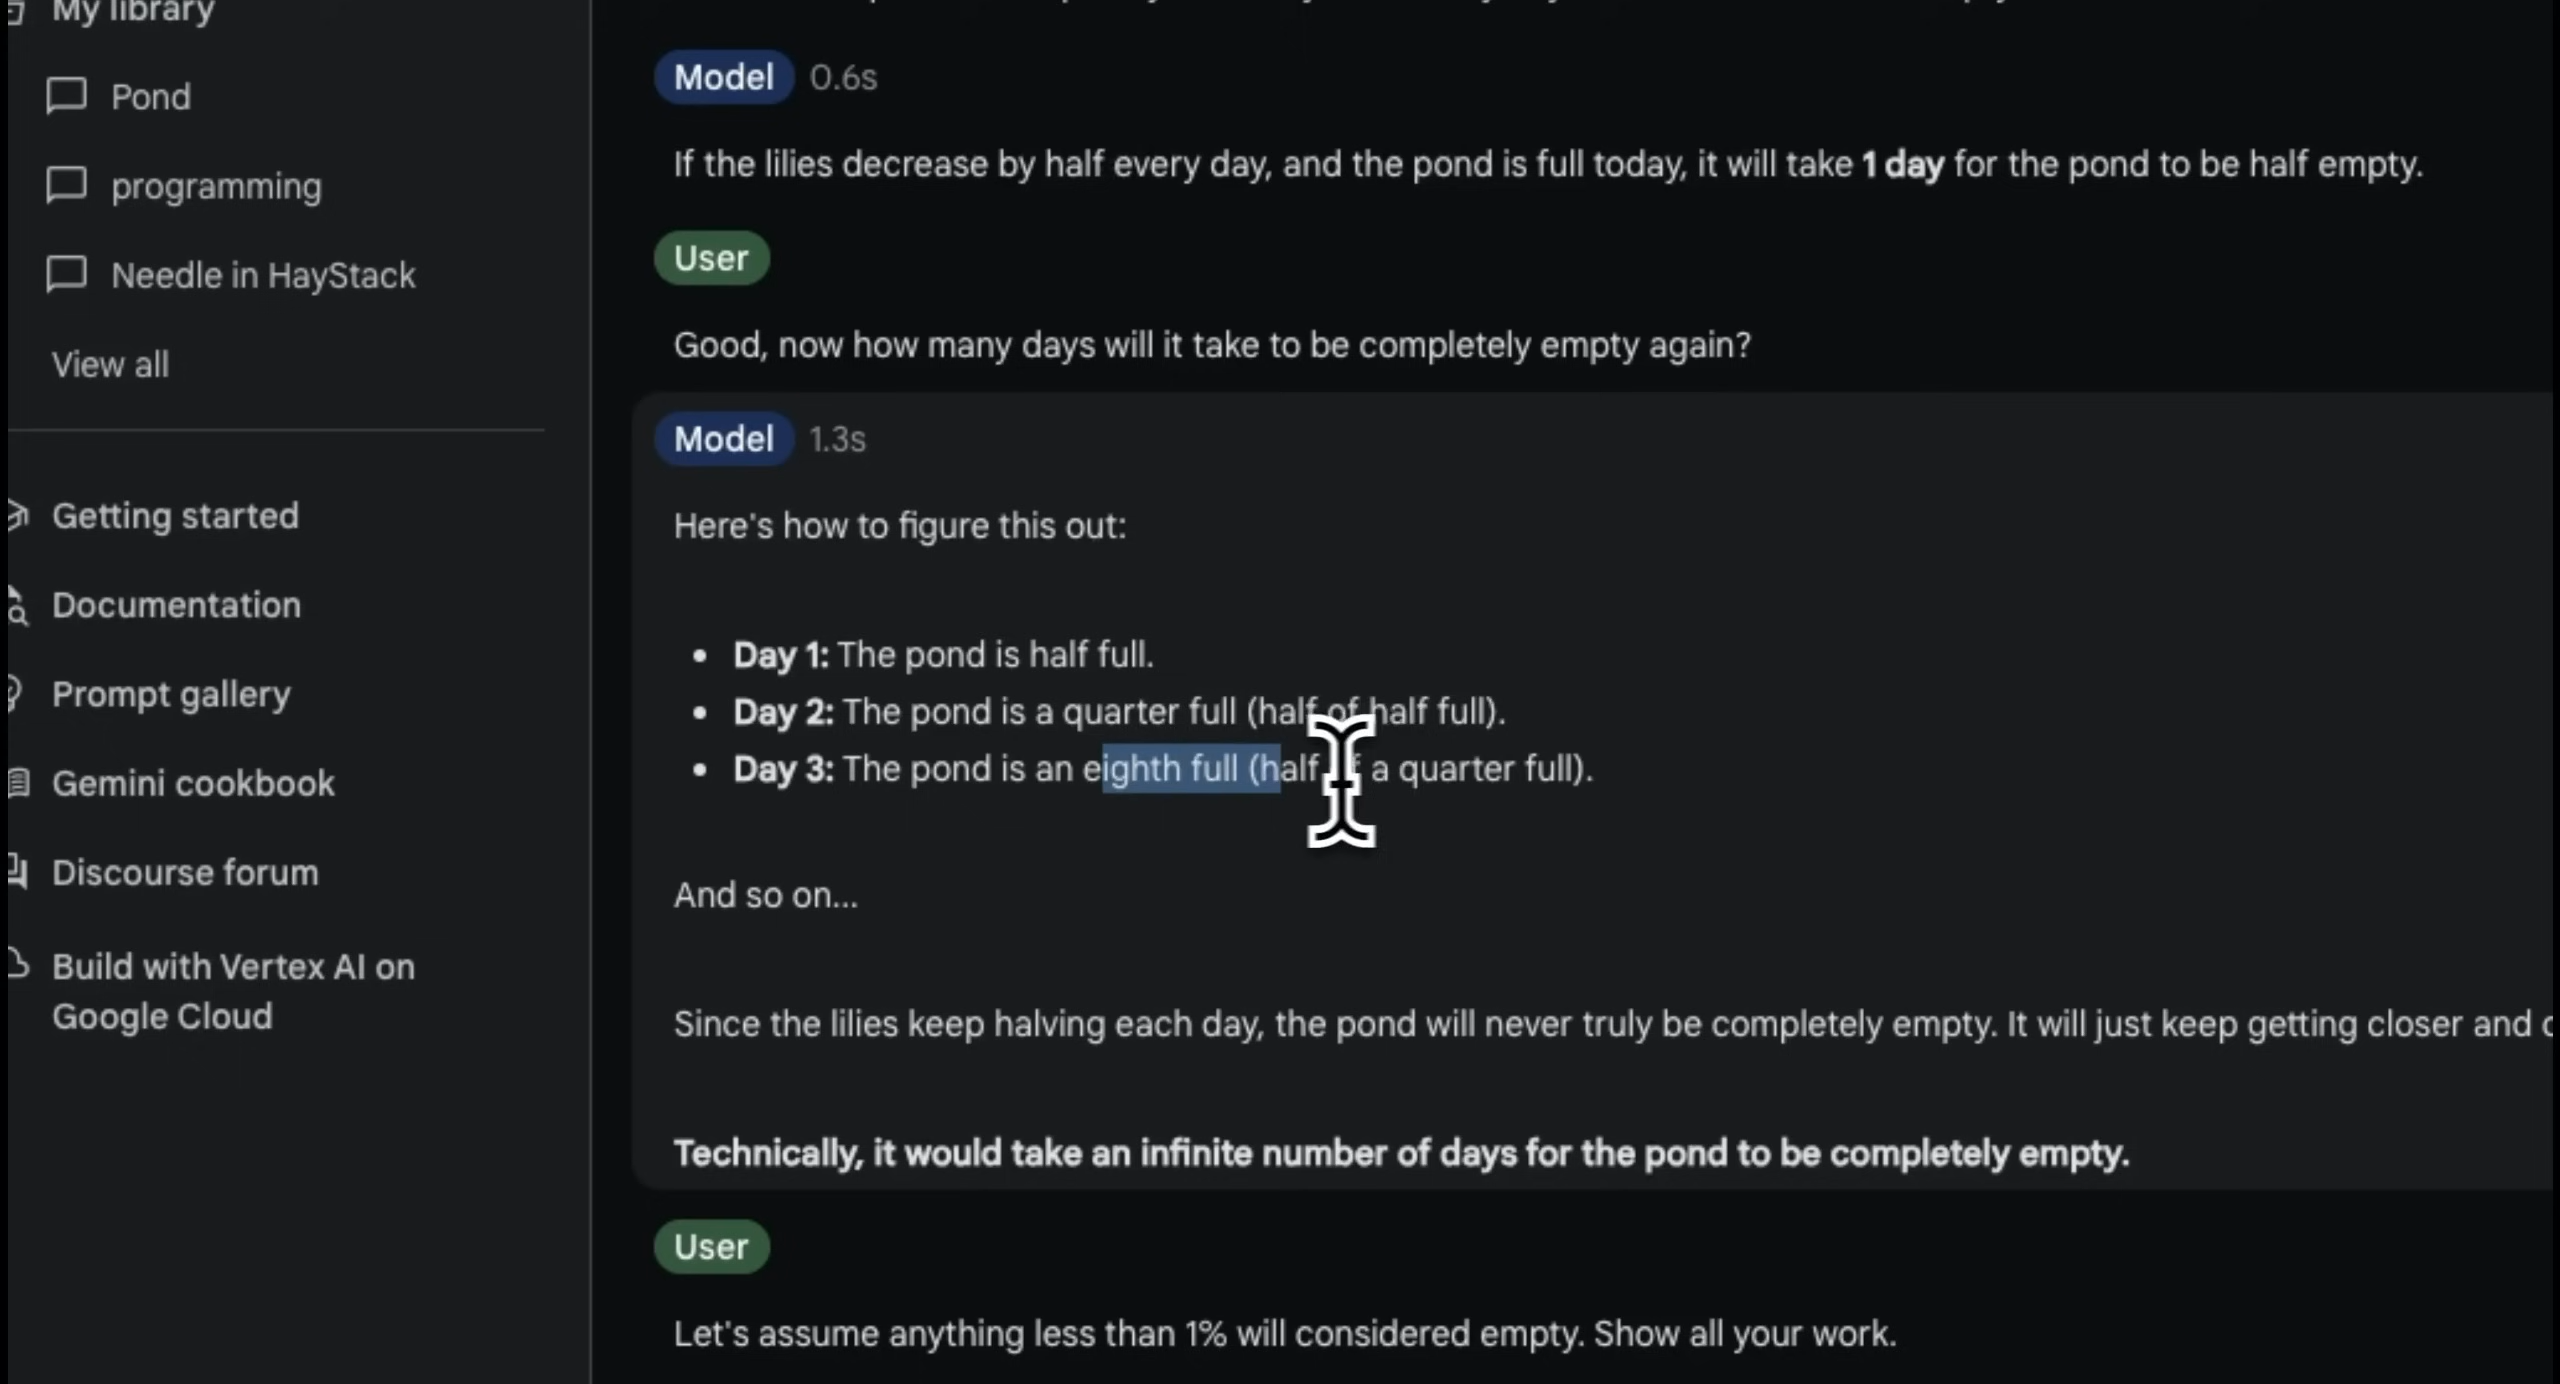 My library
Pond
programming
Needle in HayStack
View all
Getting started
Documentation
Prompt gallery
Gemini cookbook
Discourse forum
Build with Vertex AI on
Google Cloud
Model 0.6s
If the lilies decrease by half every day, and the pond is full today, it will take 1 day for the pond to be half empty.
User
Good, now how many days will it take to be completely empty again?
Model 1.3s
Here's how to figure this out:
• Day 1: The pond is half full.
• Day 2: The pond is a quarter full (half of half full).
• Day 3: The pond is an eighth full (half of a quarter full).
And so on...
Since the lilies keep halving each day, the pond will never truly be completely empty. It will just keep getting closer and
Technically, it would take an infinite number of days for the pond to be completely empty.
User
Let's assume anything less than 1% will considered empty. Show all your work.